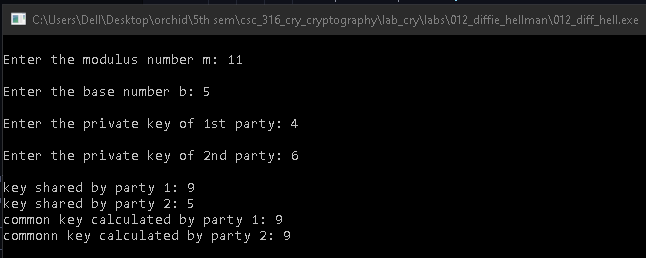 C:\Users\Dell\Desktop\orchid\5th sem\csc_316_cry_cryptography\lab_cry\labs\012_diffie_hellman\012_diff_hell.exe
Enter the modulus number m: 11
Enter the base number b: 5
Enter the private key of 1st party: 4
Enter the private key of 2nd party: 6
key shared by party 1: 9
key shared by party 2: 5
common key calculated by party 1: 9
commonn key calculated by party 2: 9